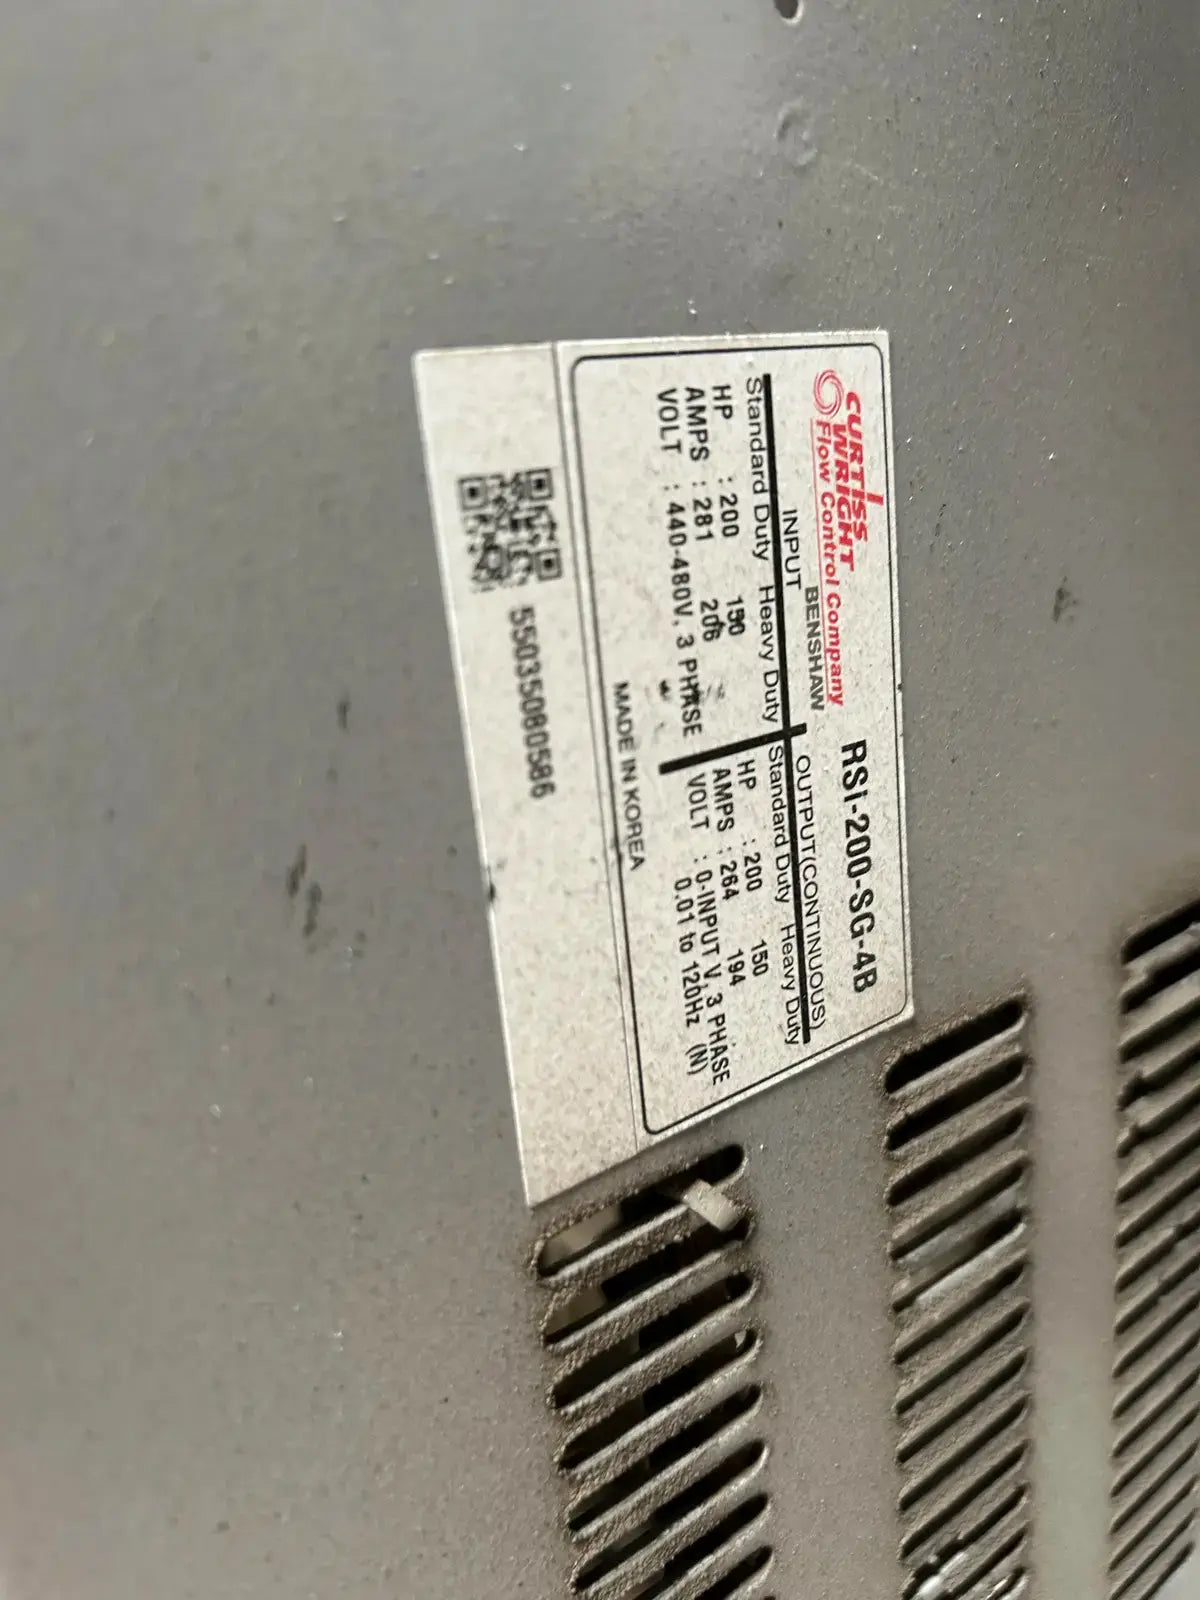 CURTISS
WRIGHT
Flow Control Company
BENSHAW
RSI-200-SG-4B
INPUT
OUTPUT(CONTINUOUS)
Standard Duty Heavy Duty
Standard Duty Heavy Duty
HP : 200 150
AMPS : 281 206
VOLT : 440-480V, 3 PHASE
HP : 200 150
AMPS : 264 194
VOLT : 0-INPUT V, 3 PHASE
0.01 to 120Hz (N)
MADE IN KOREA
55035080586